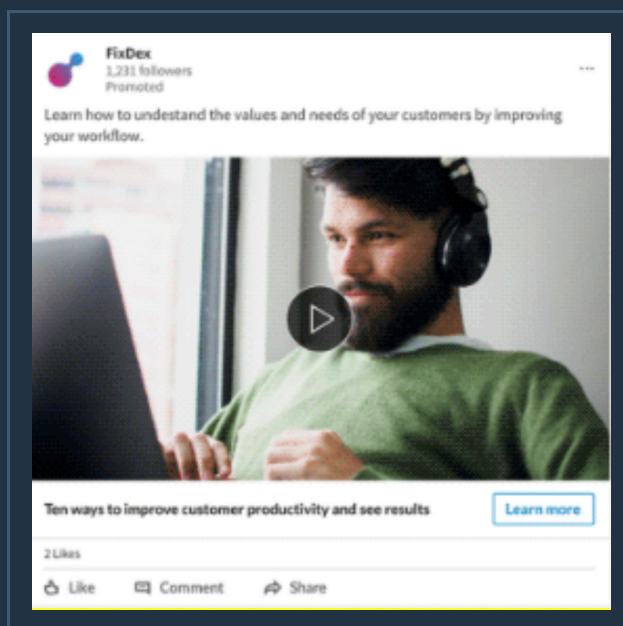 FixDex
1,231 followers
Promoted
Learn how to undestand the values and needs of your customers by improving
your workflow.
Ten ways to improve customer productivity and see results
Learn more
2 Likes
Like
Comment
Share